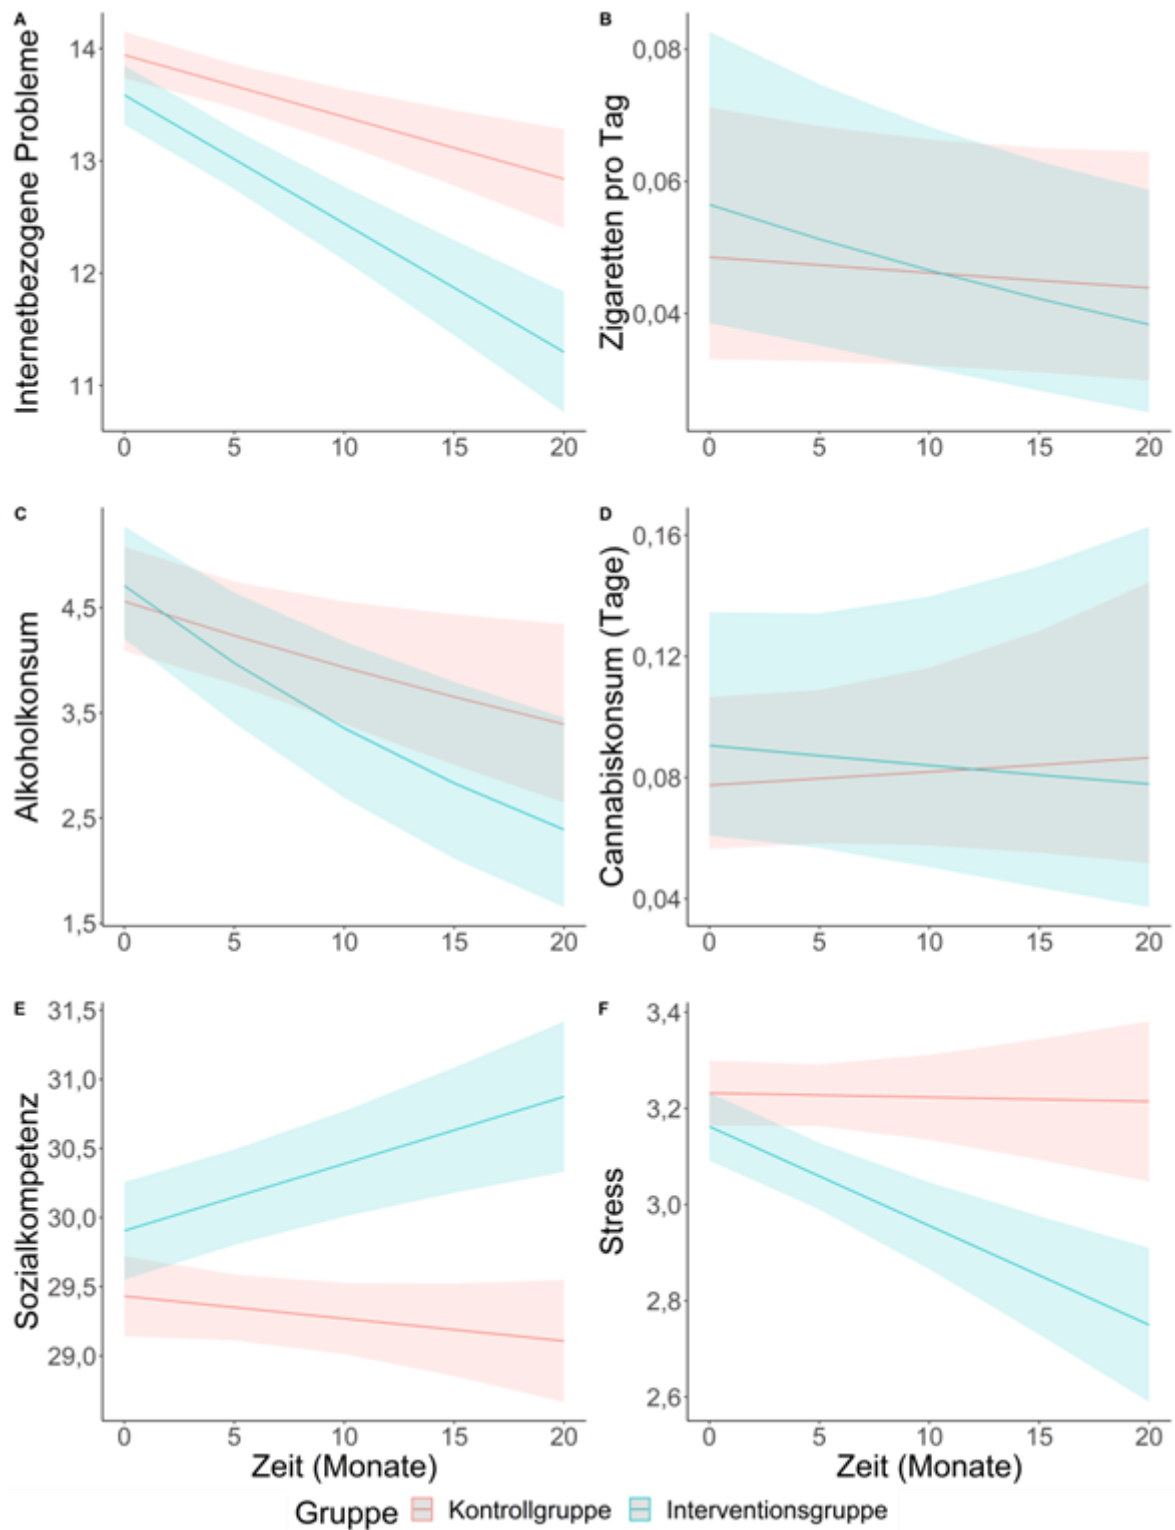 A
Internetbezogene Probleme
14
13
12
11
0 5 10 15 20
B
Zigaretten pro Tag
0,08
0,06
0,04
0 5 10 15 20
C
Alkoholkonsum
4,5
3,5
2,5
1,5
0 5 10 15 20
D
Cannabiskonsum (Tage)
0,16
0,12
0,08
0,04
0 5 10 15 20
E
Sozialkompetenz
31,5
31,0
30,5
30,0
29,5
29,0
0 5 10 15 20
Zeit (Monate)
F
Stress
3,4
3,2
3,0
2,8
2,6
0 5 10 15 20
Zeit (Monate)
Gruppe Kontrollgruppe Interventionsgruppe